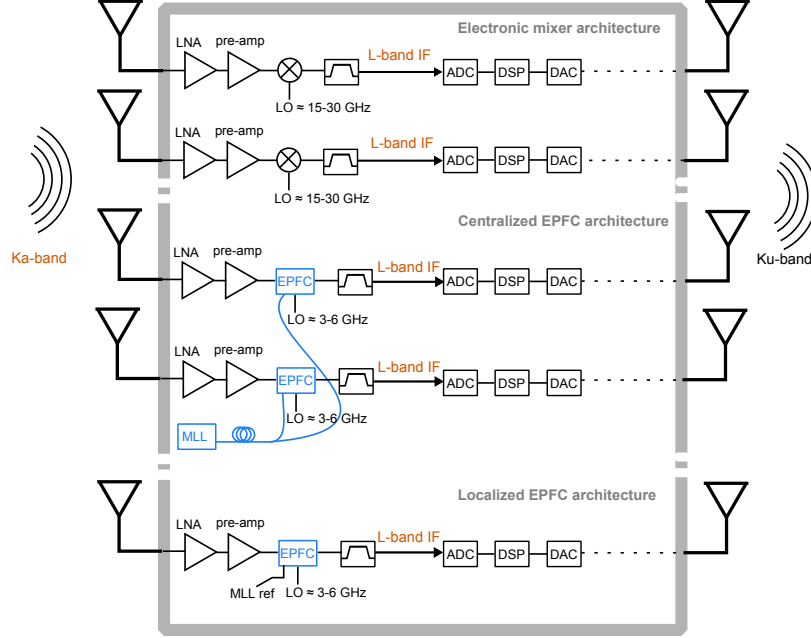 Electronic mixer architecture
LNA pre-amp L-band IF
ADC DSP DAC
LO ≈ 15-30 GHz
LNA pre-amp L-band IF
ADC DSP DAC
LO ≈ 15-30 GHz
Centralized EPFC architecture
Ka-band
Ku-band
LNA pre-amp L-band IF
EPFC ADC DSP DAC
LO ≈ 3-6 GHz
LNA pre-amp L-band IF
EPFC ADC DSP DAC
LO ≈ 3-6 GHz
MLL
Localized EPFC architecture
LNA pre-amp L-band IF
EPFC ADC DSP DAC
MLL ref LO ≈ 3-6 GHz